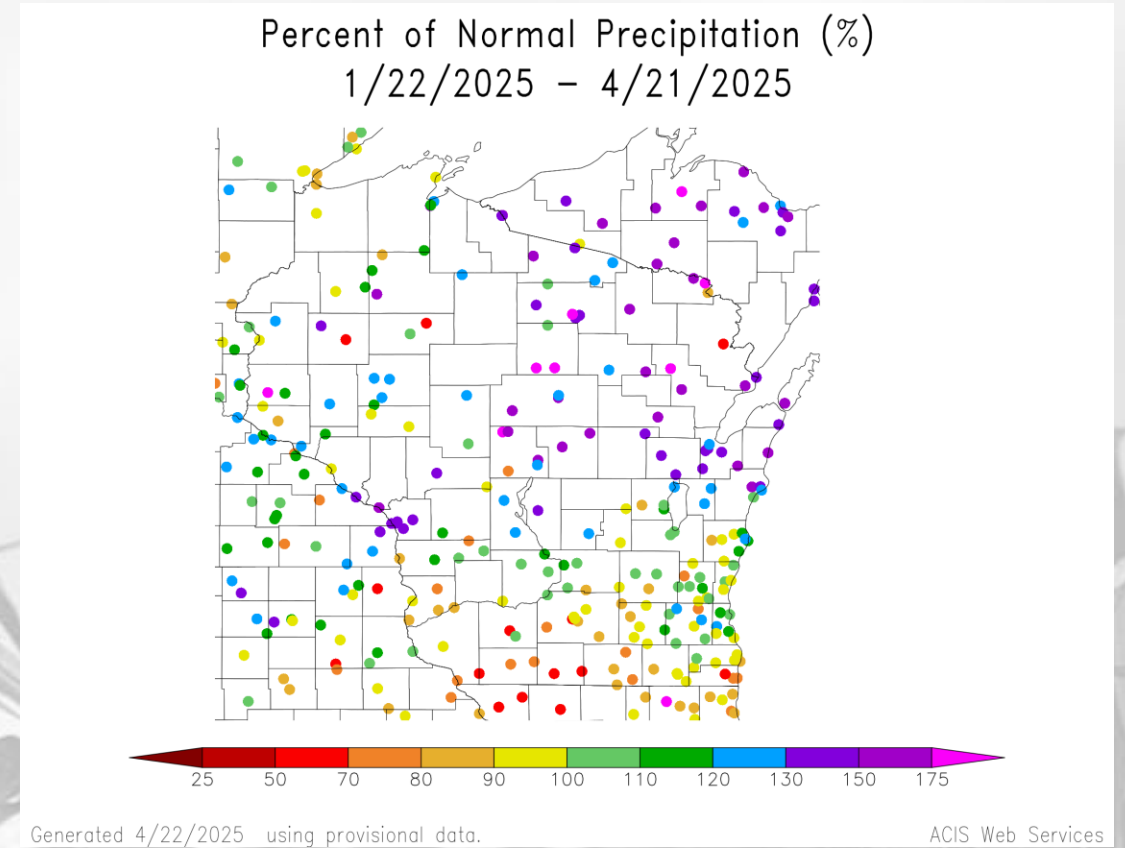 Percent of Normal Precipitation (%)
1/22/2025 – 4/21/2025
25 50 70 80 90 100 110 120 130 150 175
Generated 4/22/2025 using provisional data.
ACIS Web Services